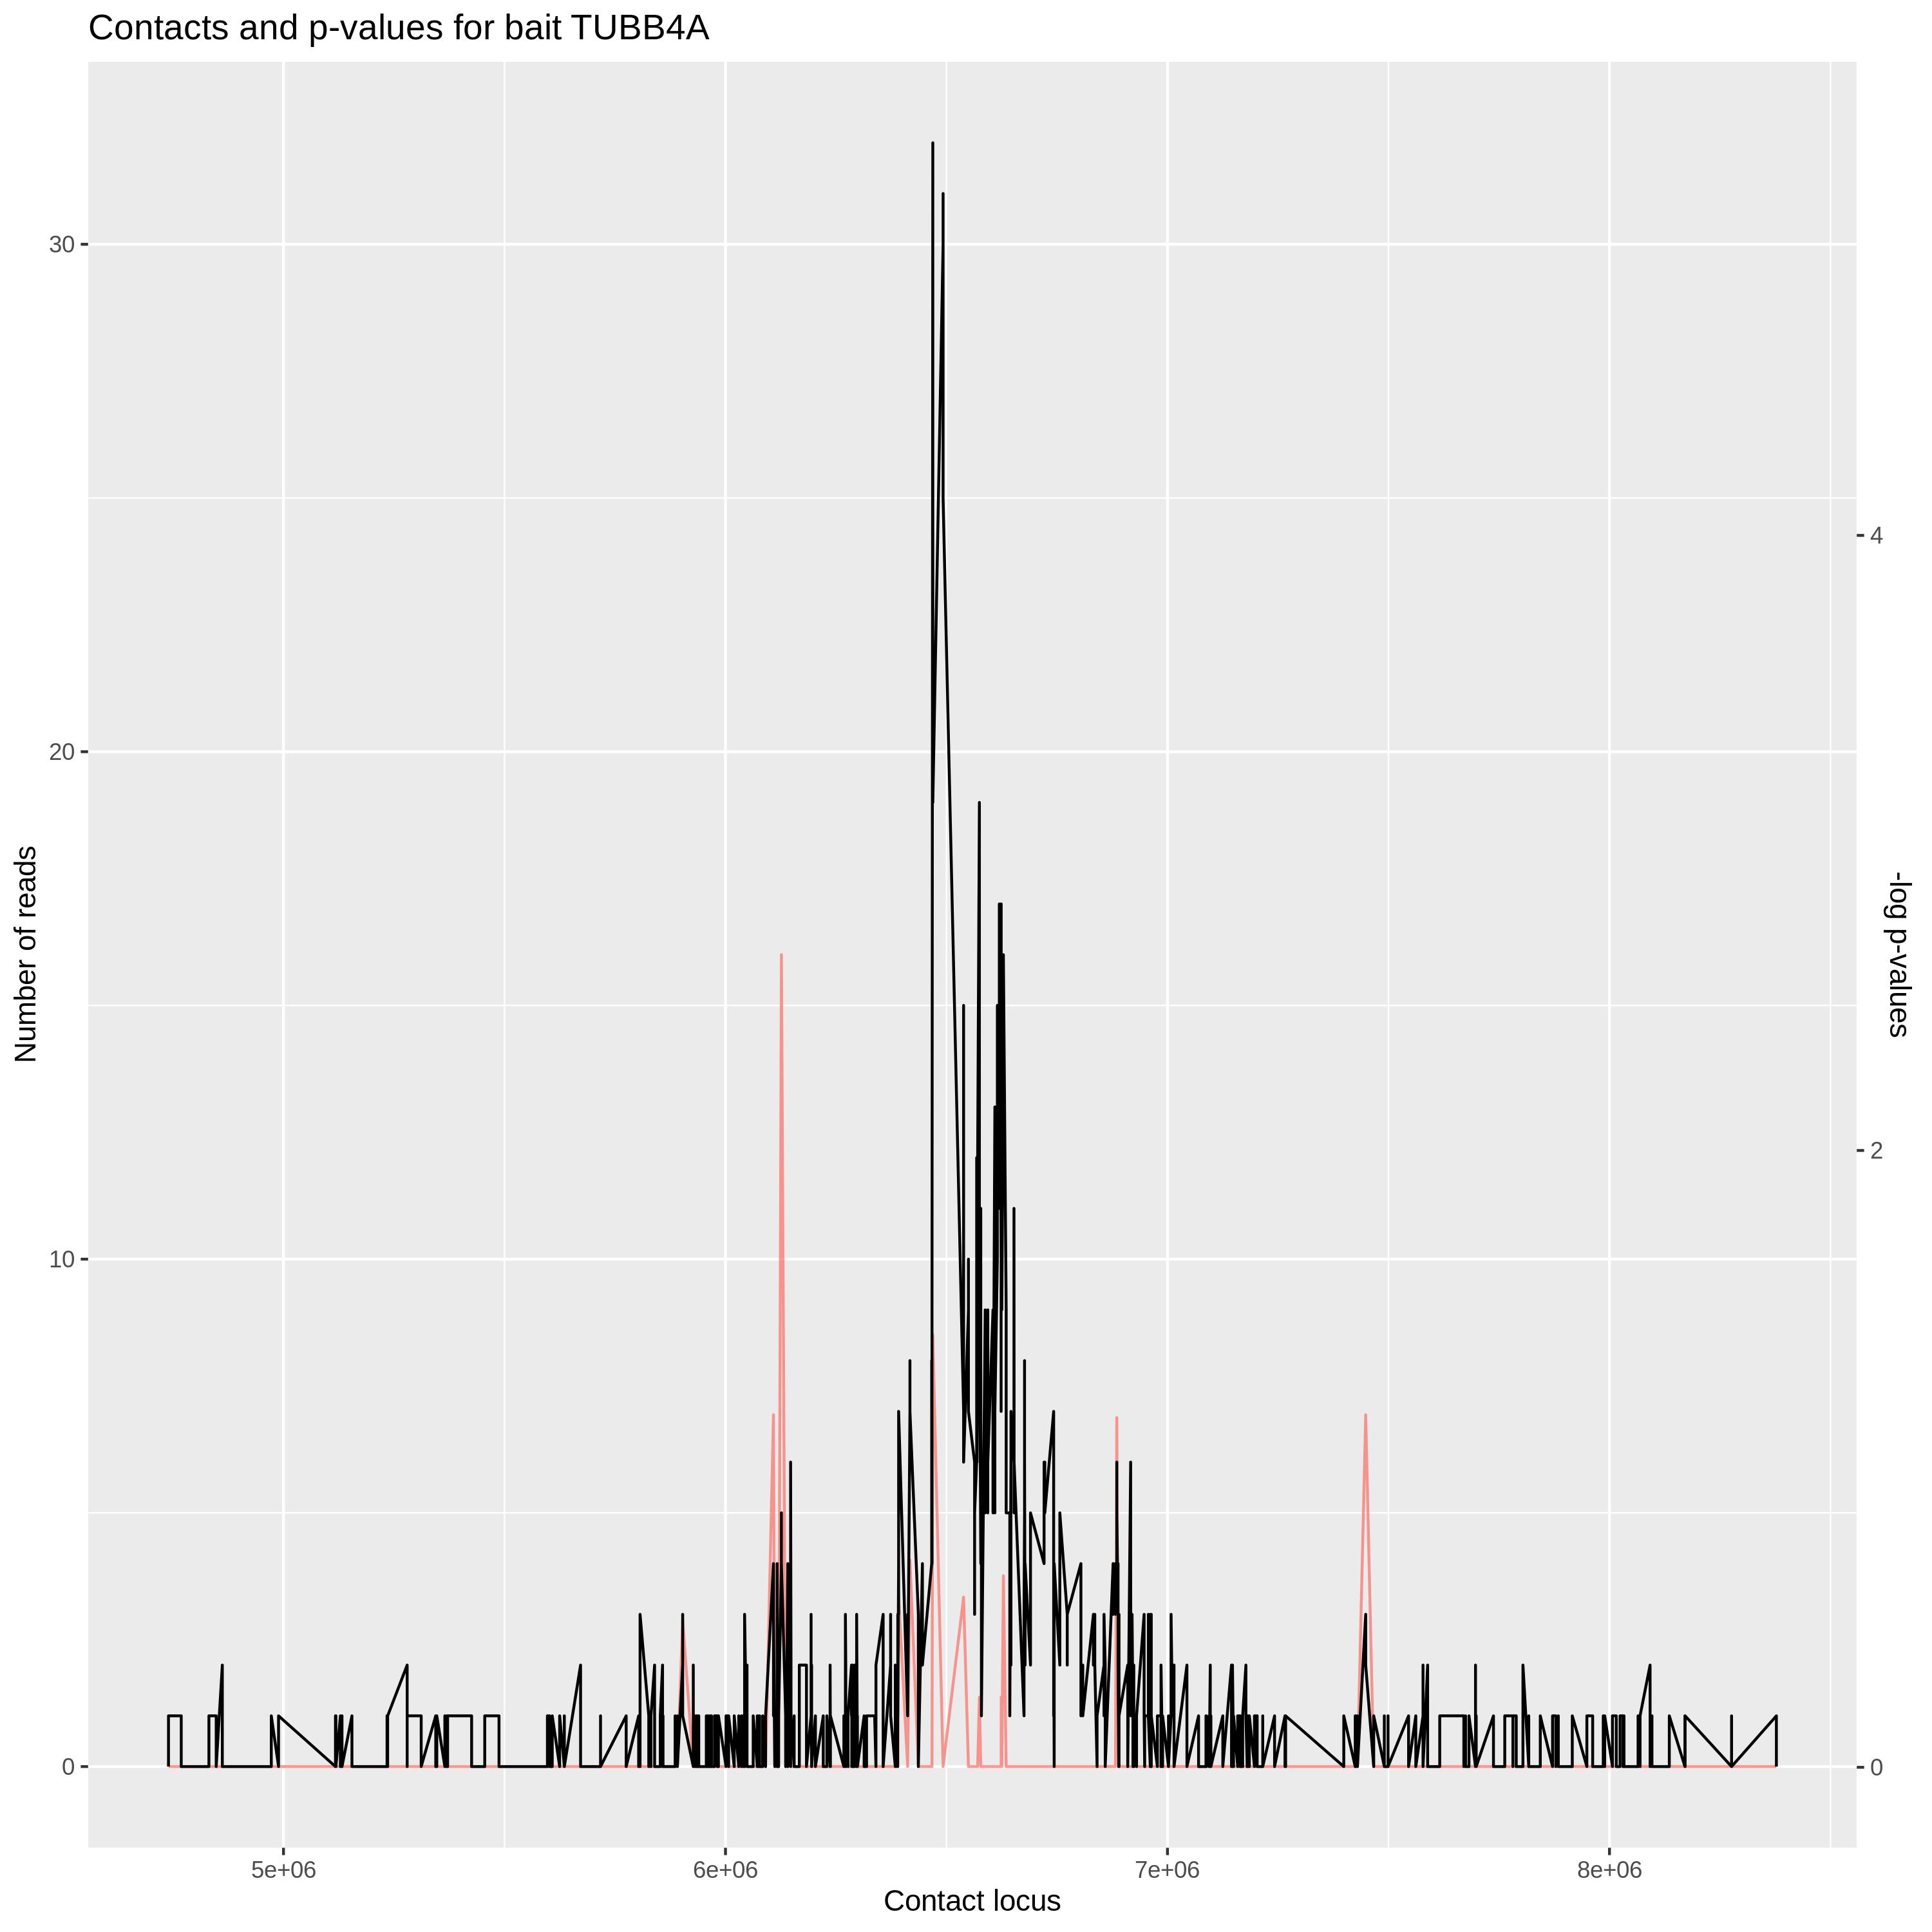 Contacts and p-values for bait TUBB4A
30
20
10
0
Number of reads
4
2
0
-log p-values
5e+06
6e+06
7e+06
8e+06
Contact locus